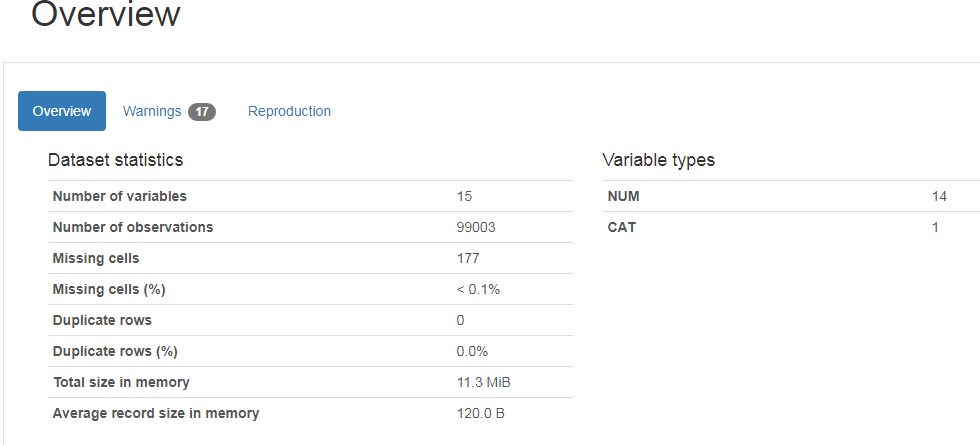 Overview
Overview Warnings 17 Reproduction
Dataset statistics
Number of variables 15
Number of observations 99003
Missing cells 177
Missing cells (%) < 0.1%
Duplicate rows 0
Duplicate rows (%) 0.0%
Total size in memory 11.3 MiB
Average record size in memory 120.0 B
Variable types
NUM 14
CAT 1